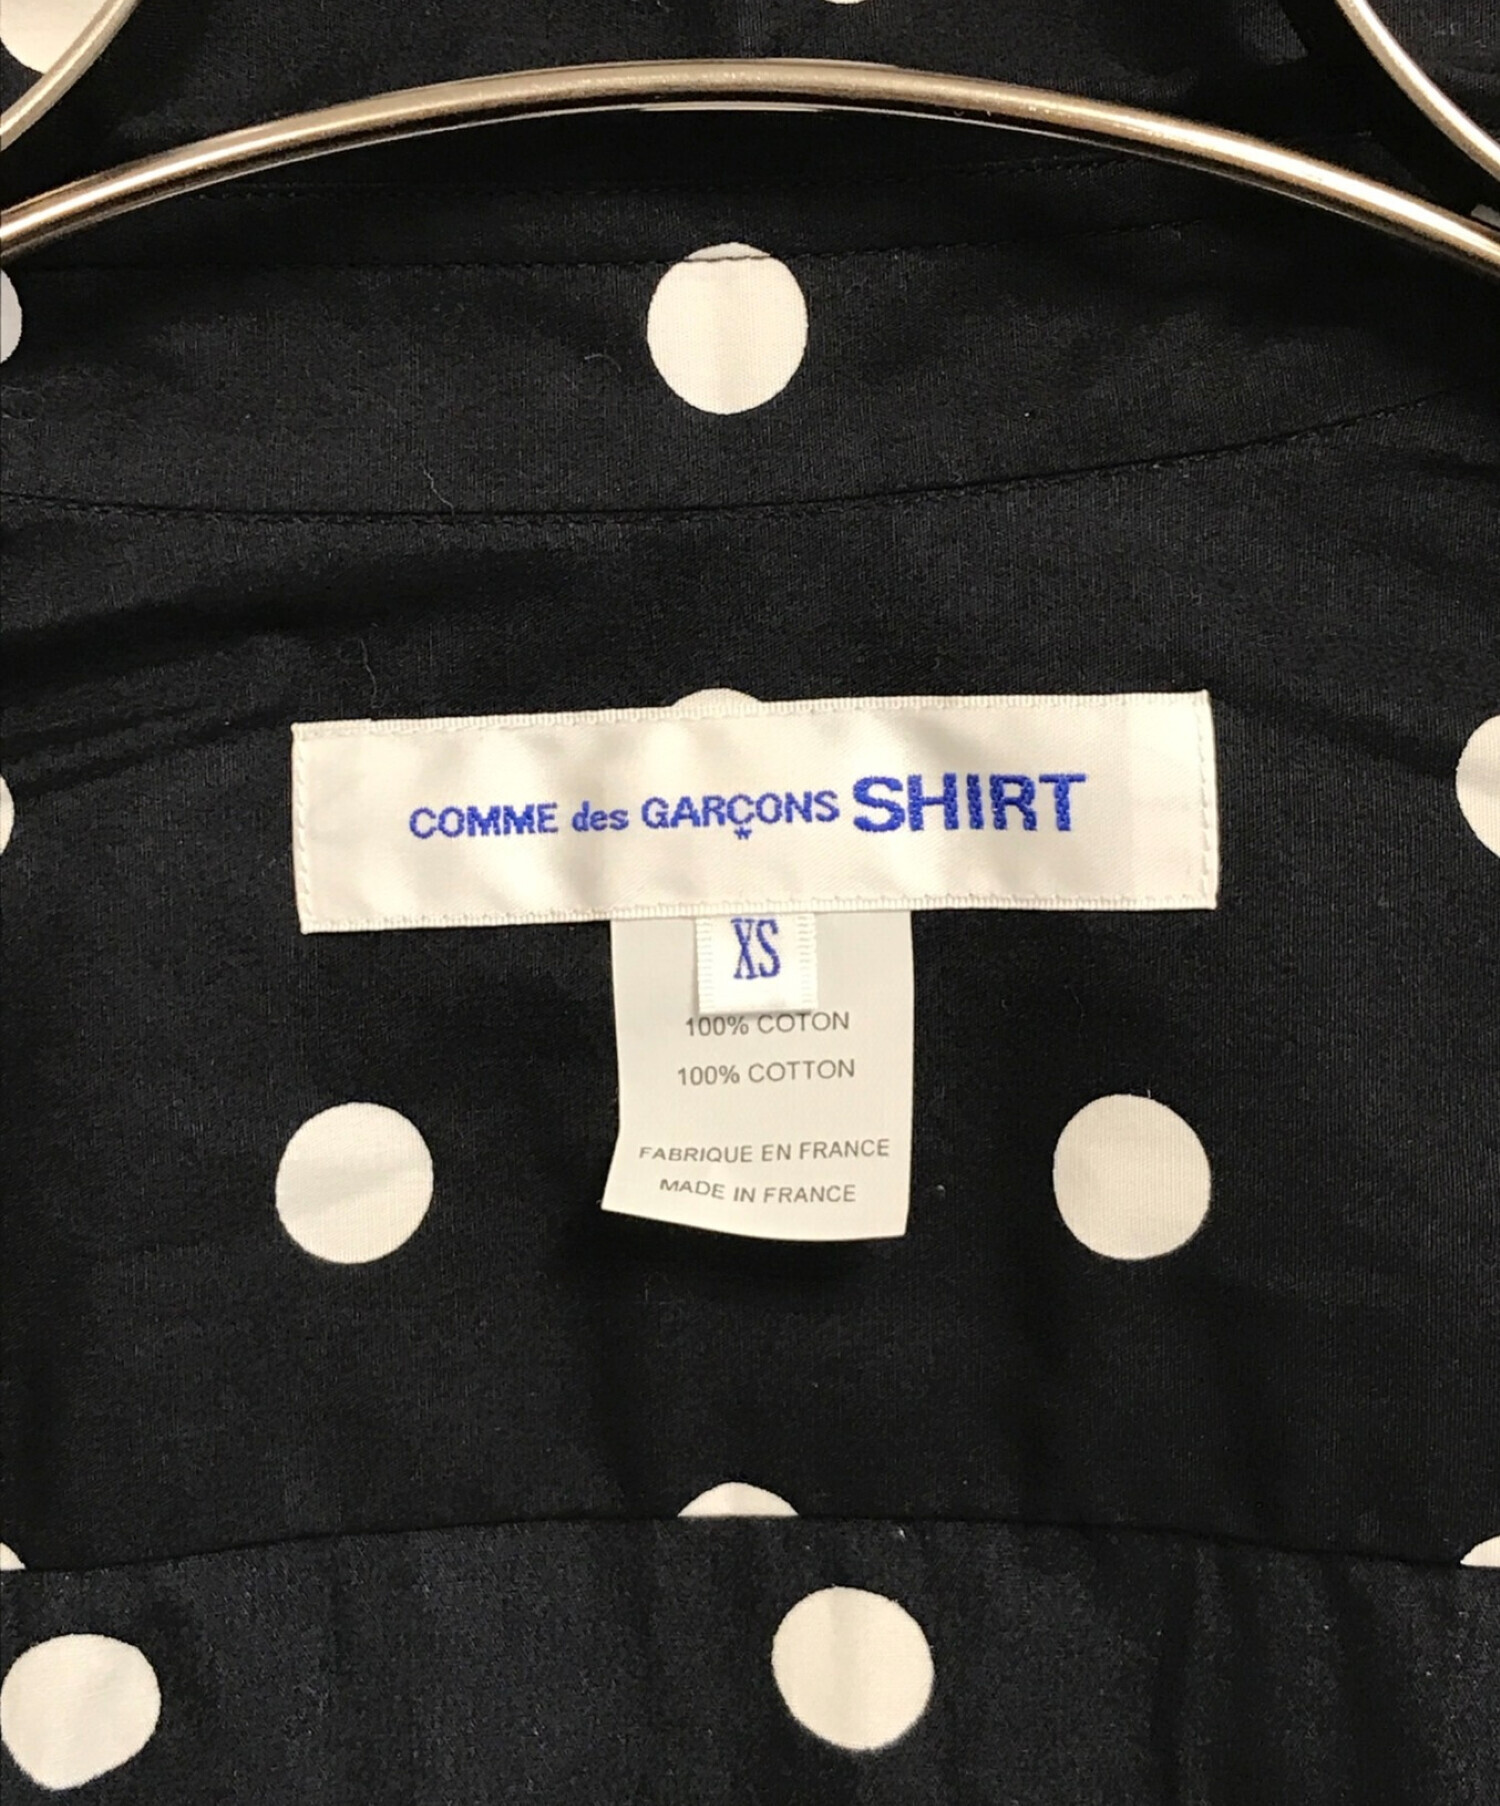 COMME des GARÇONS SHIRT
XS
100% COTON
100% COTTON
FABRIQUE EN FRANCE
MADE IN FRANCE